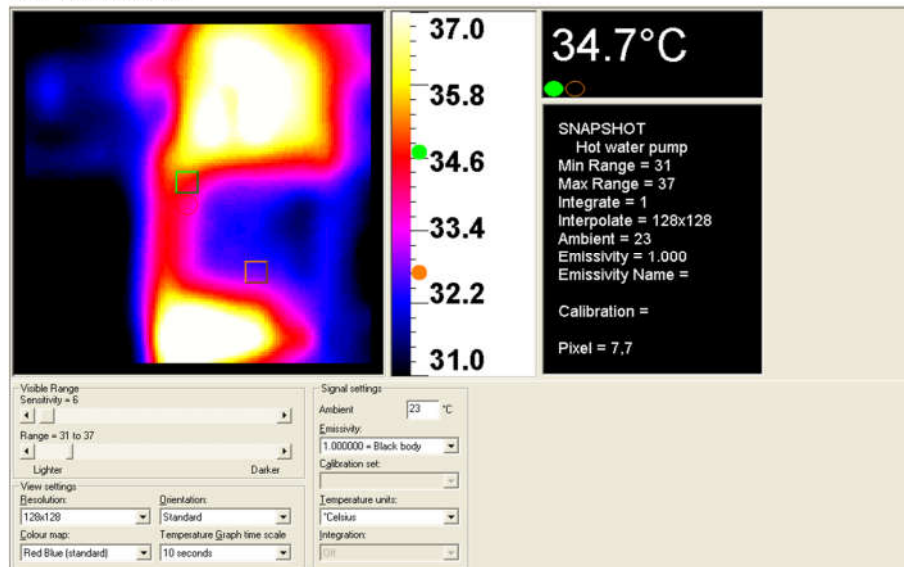 37.0
35.8
34.6
33.4
32.2
31.0
34.7°C
SNAPSHOT
Hot water pump
Min Range = 31
Max Range = 37
Integrate = 1
Interpolate = 128x128
Ambient = 23
Emissivity = 1.000
Emissivity Name =
Calibration =
Pixel = 7,7
Visible Range
Sensitivity = 6
Range = 31 to 37
Lighter Darker
View settings
Resolution: Orientation:
128x128 Standard
Colour map: Temperature Graph time scale
Red Blue (standard) 10 seconds
Signal settings
Ambient 23 °C
Emissivity:
1.000000 = Black body
Calibration set:
Temperature units:
°Celsius
Integration:
Off